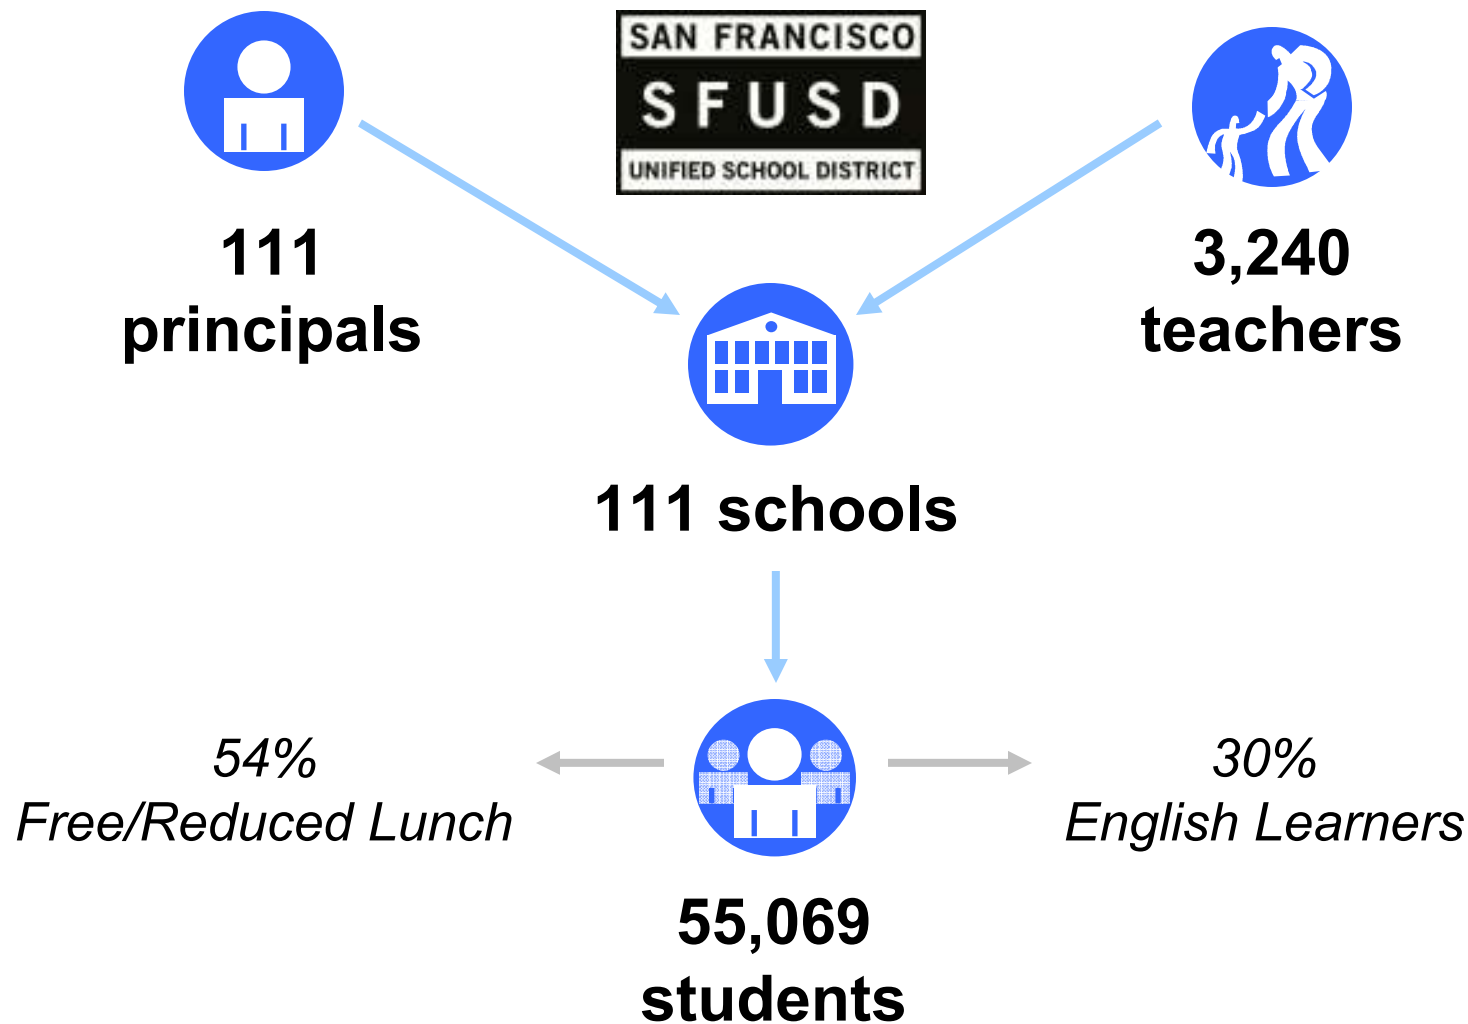 SAN FRANCISCO
SFUSD
UNIFIED SCHOOL DISTRICT
111
principals
3,240
teachers
111 schools
54%
Free/Reduced Lunch
30%
English Learners
55,069
students